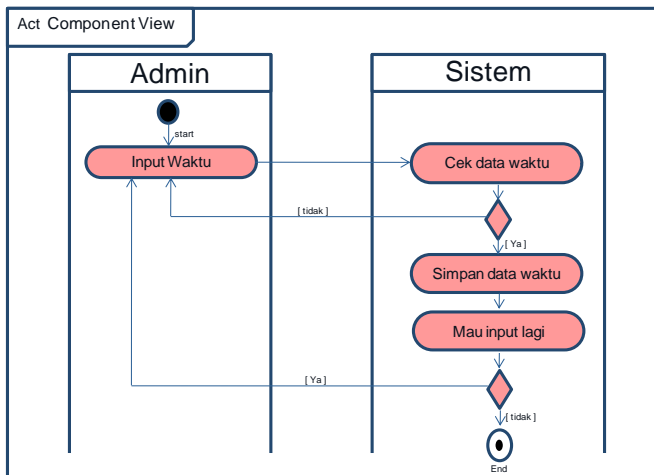 Act Component View
Admin
Sistem
start
Input Waktu
Cek data waktu
[ tidak ]
[ Ya ]
Simpan data waktu
Mau input lagi
[ Ya ]
[ tidak ]
End